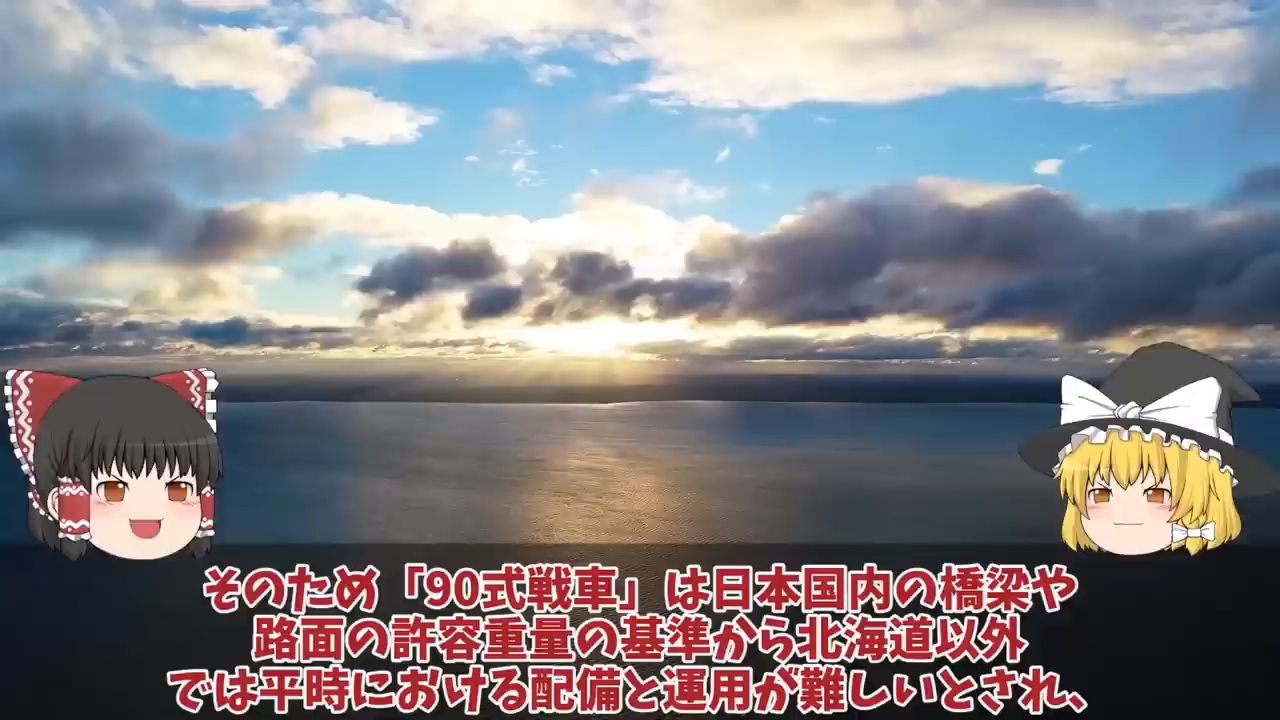 そのため「90式戦車」は日本国内の橋梁や
路面の許容重量の基準から北海道以外
では平時における配備と運用が難しいとされ、